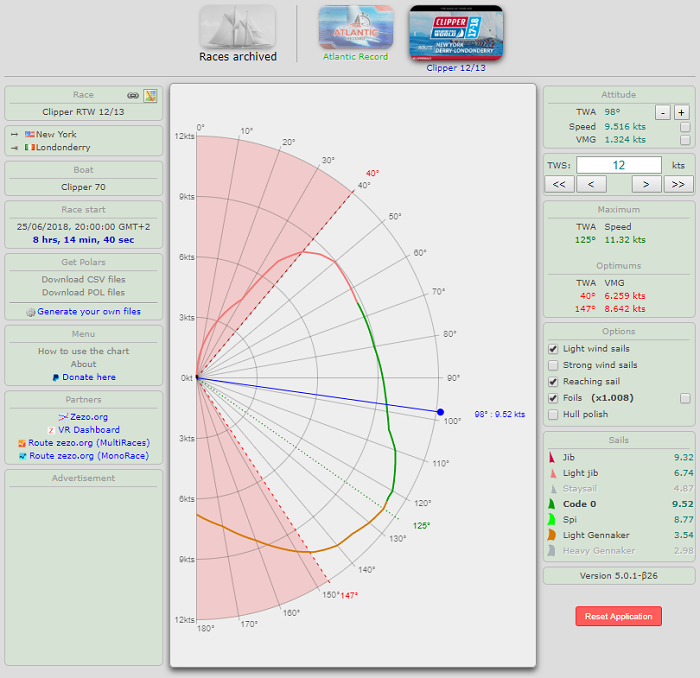 Races archived
ATLANTIC
Atlantic Record
CLIPPER
WORLD 17-18
ROUTE NEW YORK
DERRY-LONDONDERRY
Clipper 12/13
Race
Clipper RTW 12/13
New York
Londonderry
Boat
Clipper 70
Race start
25/06/2018, 20:00:00 GMT+2
8 hrs, 14 min, 40 sec
Get Polars
Download CSV files
Download POL files
Generate your own files
Menu
How to use the chart
About
Donate here
Partners
Zezo.org
VR Dashboard
Route zezo.org (MultiRaces)
Route zezo.org (MonoRace)
Advertisement
12kts
9kts
6kts
3kts
0kt
3kts
6kts
9kts
12kts
0°
10°
20°
30°
40°
40°
50°
60°
70°
80°
90°
98° : 9.52 kts
100°
110°
120°
125°
130°
140°
150°
147°
160°
170°
180°
Attitude
TWA 98° - +
Speed 9.516 kts
VMG 1.324 kts
TWS: 12 kts
<< < > >>
Maximum
TWA Speed
125° 11.32 kts
Optimums
TWA VMG
40° 6.259 kts
147° 8.642 kts
Options
Light wind sails
Strong wind sails
Reaching sail
Foils (x1.008)
Hull polish
Sails
Jib 9.32
Light jib 6.74
Staysail 4.87
Code 0 9.52
Spi 8.77
Light Gennaker 3.54
Heavy Gennaker 2.98
Version 5.0.1-β26
Reset Application